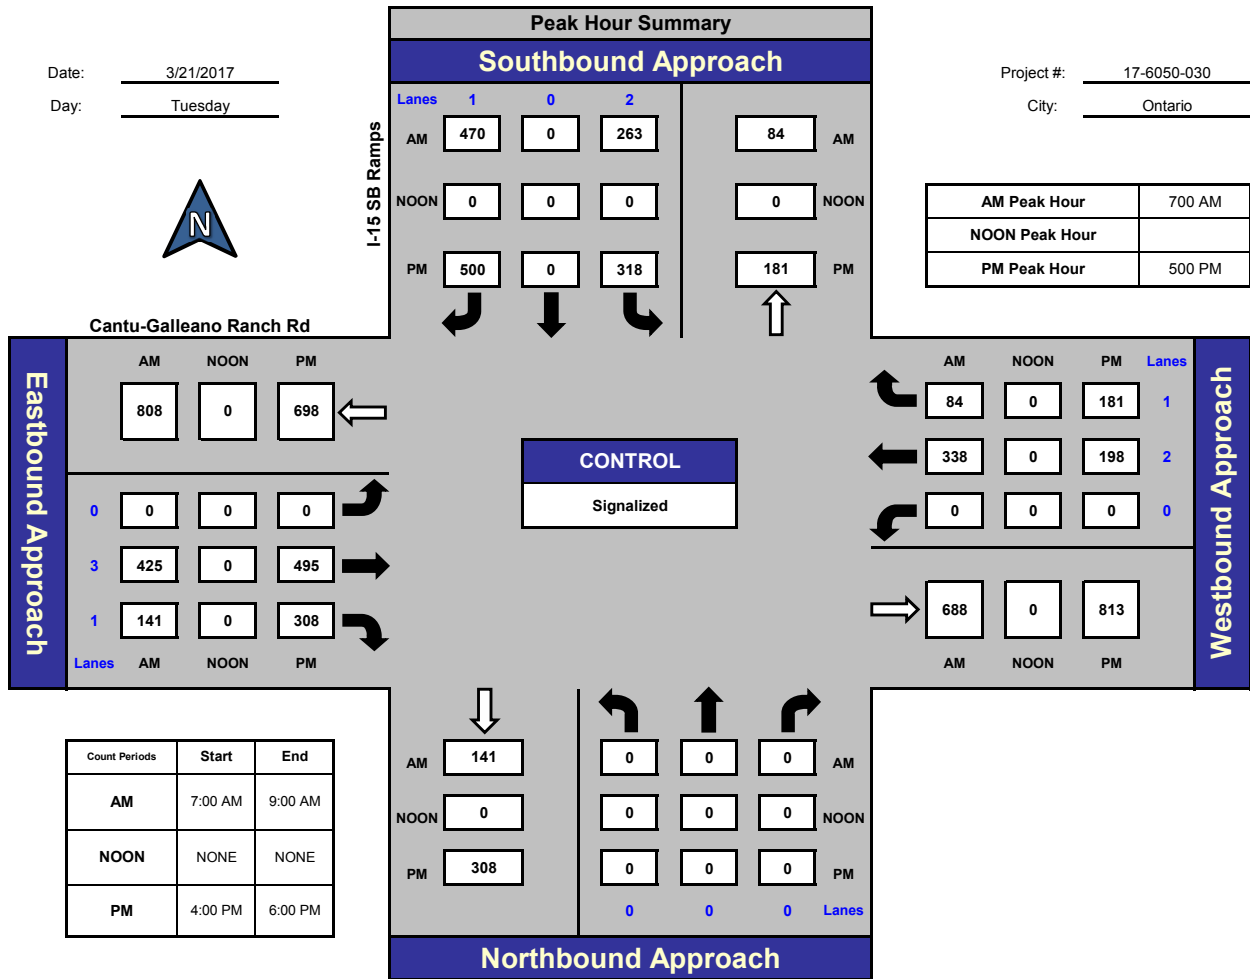 Peak Hour Summary
Southbound Approach
Date: 3/21/2017
Day: Tuesday
Project #: 17-6050-030
City: Ontario
N
I-15 SB Ramps
Lanes 1 0 2
AM 470 0 263 84 AM
NOON 0 0 0 0 NOON
PM 500 0 318 181 PM
AM Peak Hour 700 AM
NOON Peak Hour
PM Peak Hour 500 PM
Cantu-Galleano Ranch Rd
Eastbound Approach
AM NOON PM
808 0 698
0 0 0 0
3 425 0 495
1 141 0 308
Lanes AM NOON PM
CONTROL
Signalized
AM NOON PM Lanes
84 0 181 1
338 0 198 2
0 0 0 0
688 0 813
AM NOON PM
Westbound Approach
Count Periods Start End
AM 7:00 AM 9:00 AM
NOON NONE NONE
PM 4:00 PM 6:00 PM
AM 141 0 0 0 AM
NOON 0 0 0 0 NOON
PM 308 0 0 0 PM
0 0 0 Lanes
Northbound Approach